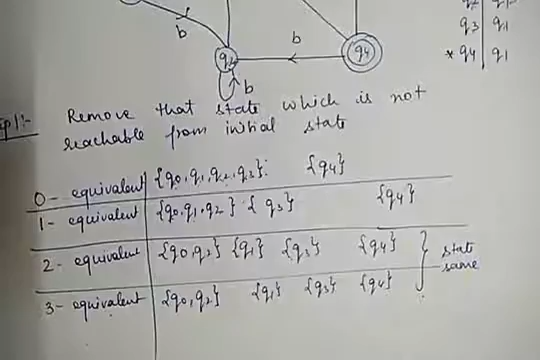 q2
q3 q1
* q4 q1
b
b
q2
q4
b
Remove that state which is not
reachable from initial state
0 - equivalent {q0, q1, q2, q3} {q4}
1 - equivalent {q0, q1, q2} {q3} {q4}
2 - equivalent {q0, q2} {q1} {q3} {q4}
state
same
3 - equivalent {q0, q2} {q1} {q3} {q4}